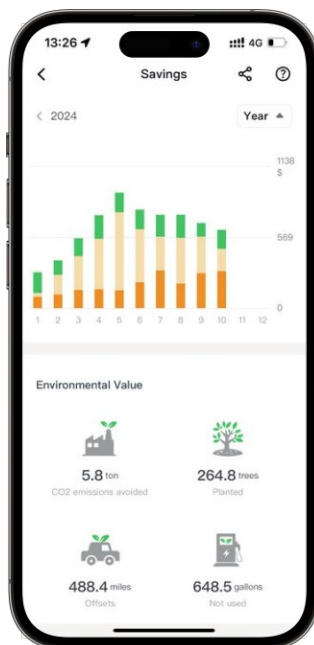 13:26 4G
Savings
2024 Year
1138
$
569
0
1 2 3 4 5 6 7 8 9 10 11 12
Environmental Value
5.8 ton 264.8 trees
CO2 emissions avoided Planted
488.4 miles 648.5 gallons
Offsets Not used